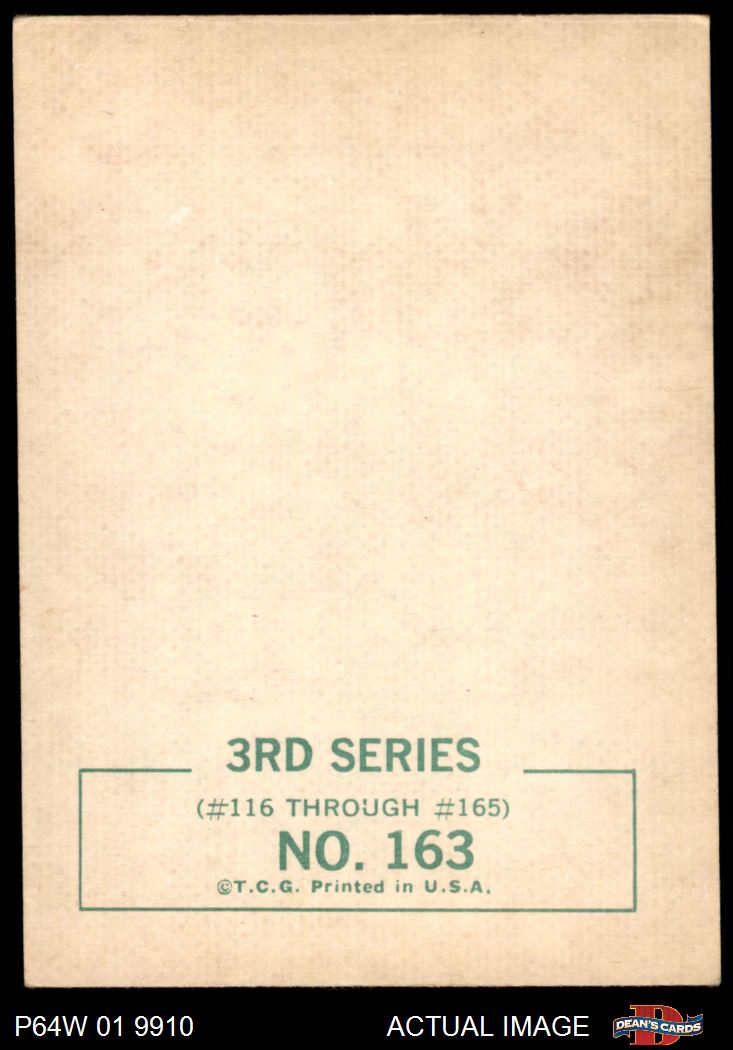 3RD SERIES
(#116 THROUGH #165)
NO. 163
©T.C.G. Printed in U.S.A.
P64W 01 9910
ACTUAL IMAGE
D
DEAN'S CARDS